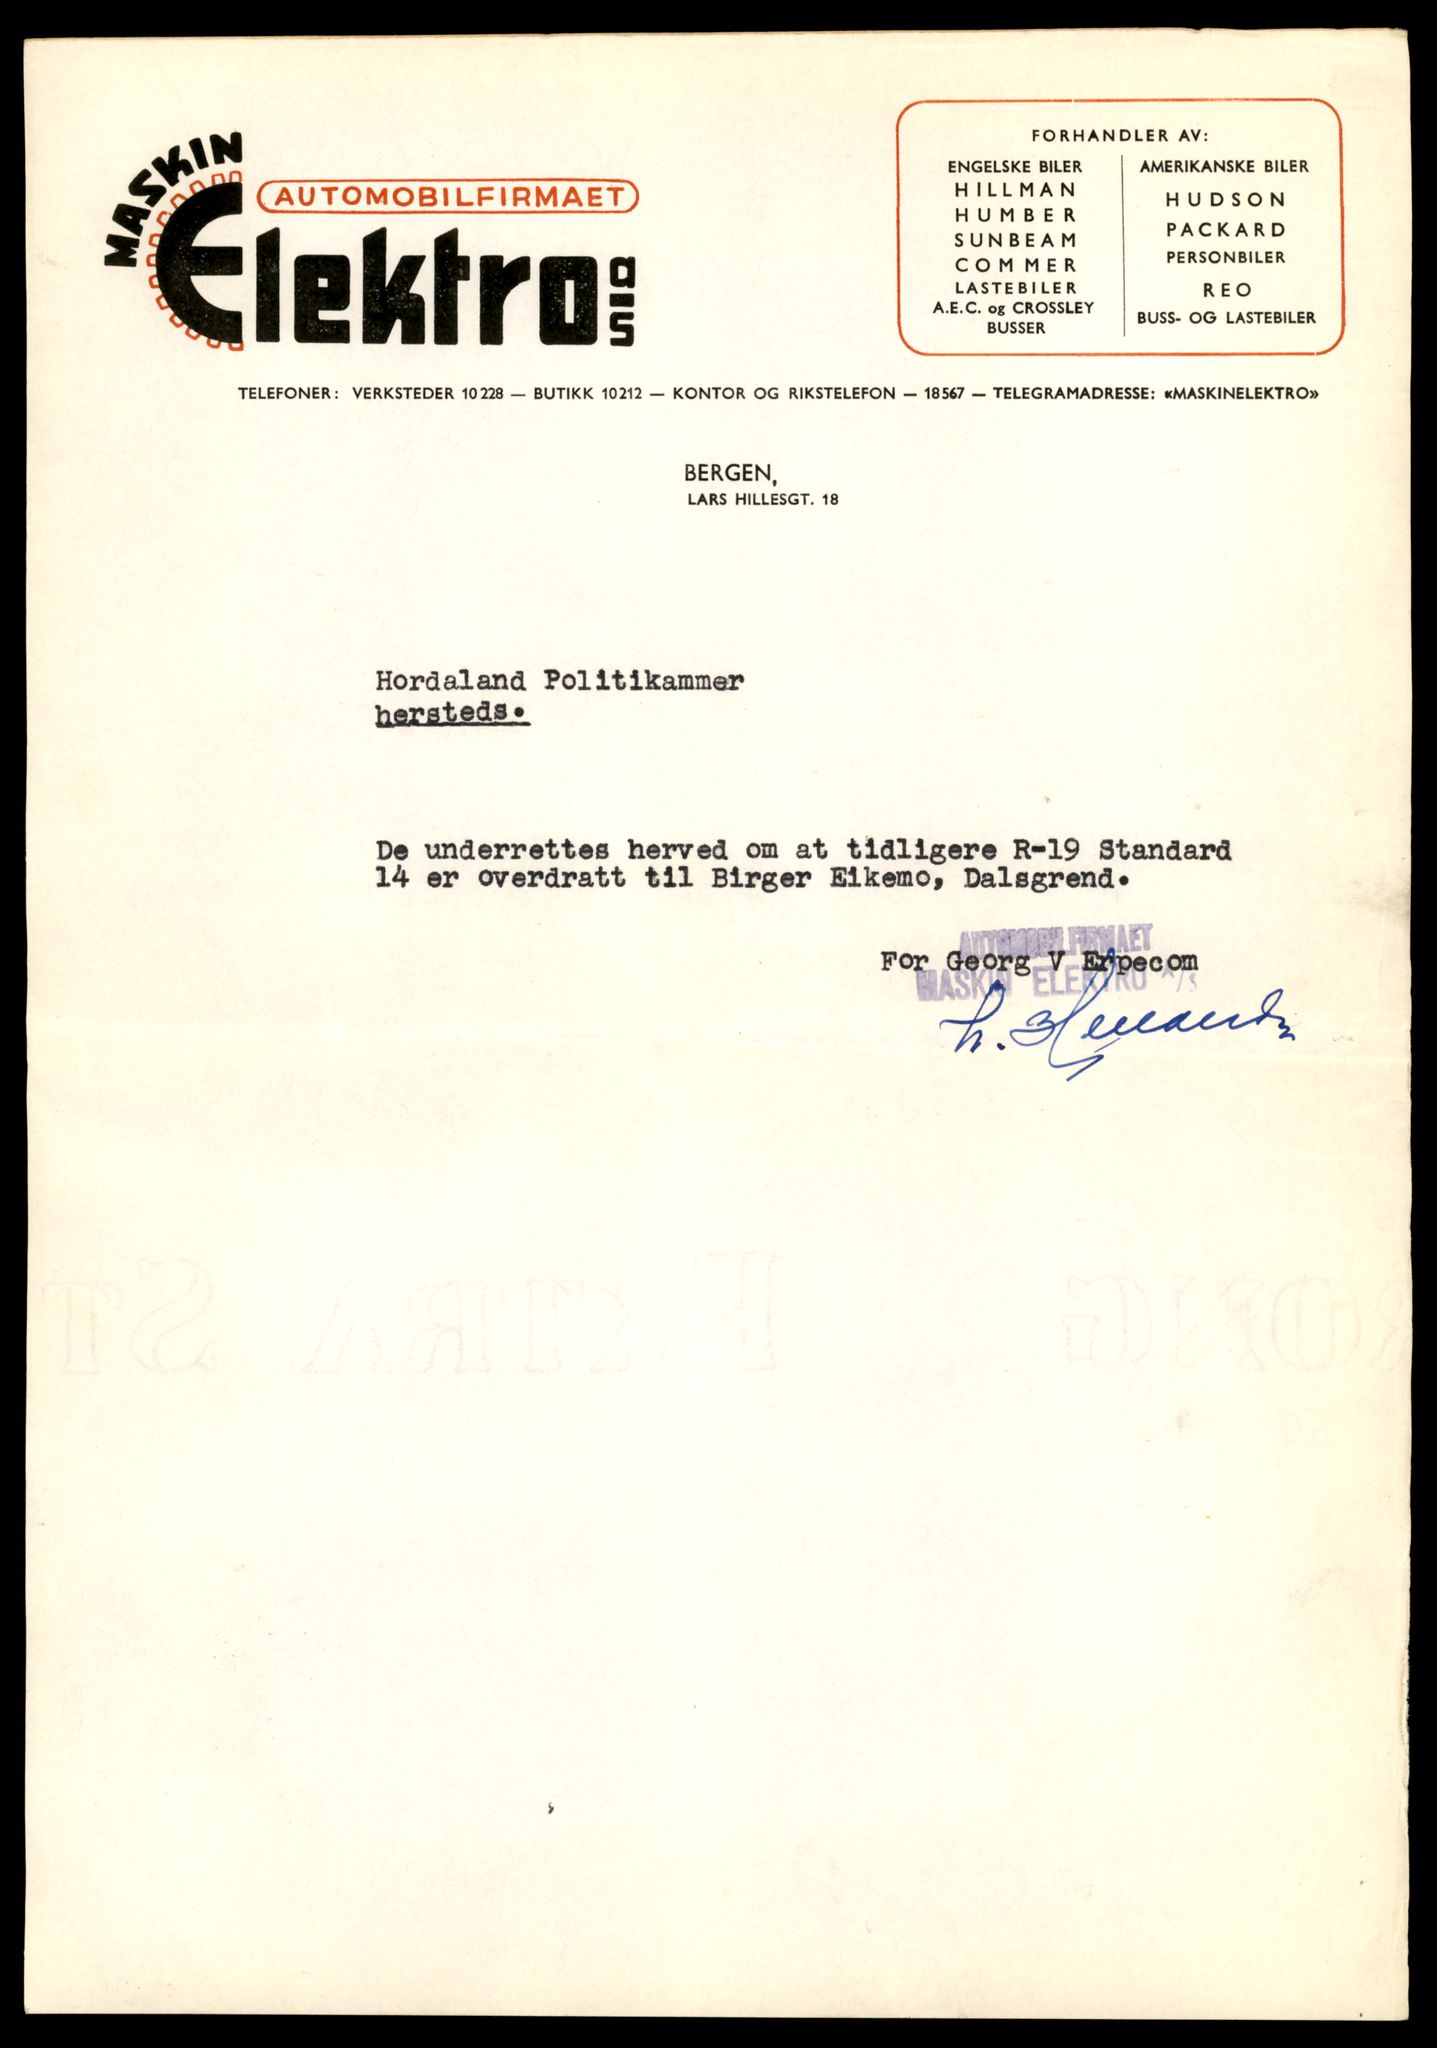 MASKIN
AUTOMOBILFIRMAET
Elektro a-s
FORHANDLER AV:
ENGELSKE BILER
HILLMAN
HUMBER
SUNBEAM
COMMER
LASTEBILER
A.E.C. og CROSSLEY
BUSSER
AMERIKANSKE BILER
HUDSON
PACKARD
PERSONBILER
REO
BUSS- OG LASTEBILER
TELEFONER: VERKSTEDER 10228 — BUTIKK 10212 — KONTOR OG RIKSTELEFON — 18567 — TELEGRAMADRESSE: «MASKINELEKTRO»
BERGEN,
LARS HILLESGT. 18
Hordaland Politikammer
hersteds.
De underrettes herved om at tidligere R-19 Standard
14 er overdratt til Birger Eikemo, Dalsgrend.
AUTOMOBILFIRMAET
For Georg V Erpecom
MASKIN ELEKTRO A/S
RONG EXTRA ST